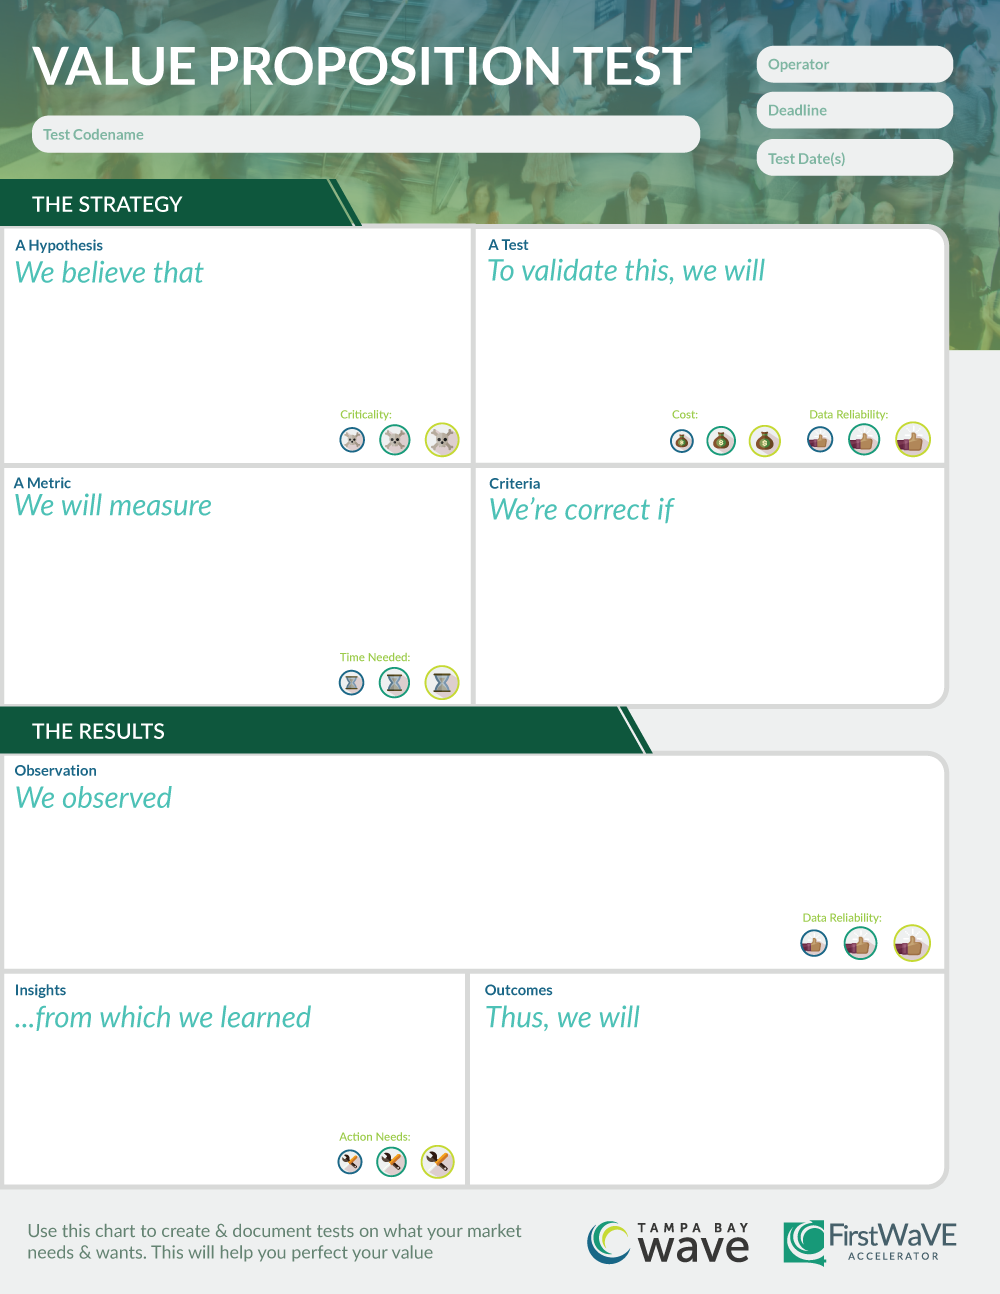 VALUE PROPOSITION TEST
Test Codename
Operator
Deadline
Test Date(s)
THE STRATEGY
A Hypothesis
We believe that
Criticality:
A Test
To validate this, we will
Cost:
Data Reliability:
A Metric
We will measure
Time Needed:
Criteria
We're correct if
THE RESULTS
Observation
We observed
Data Reliability:
Insights
...from which we learned
Action Needs:
Outcomes
Thus, we will
Use this chart to create & document tests on what your market
needs & wants. This will help you perfect your value
TAMPA BAY
wave
FirstWaVE
ACCELERATOR